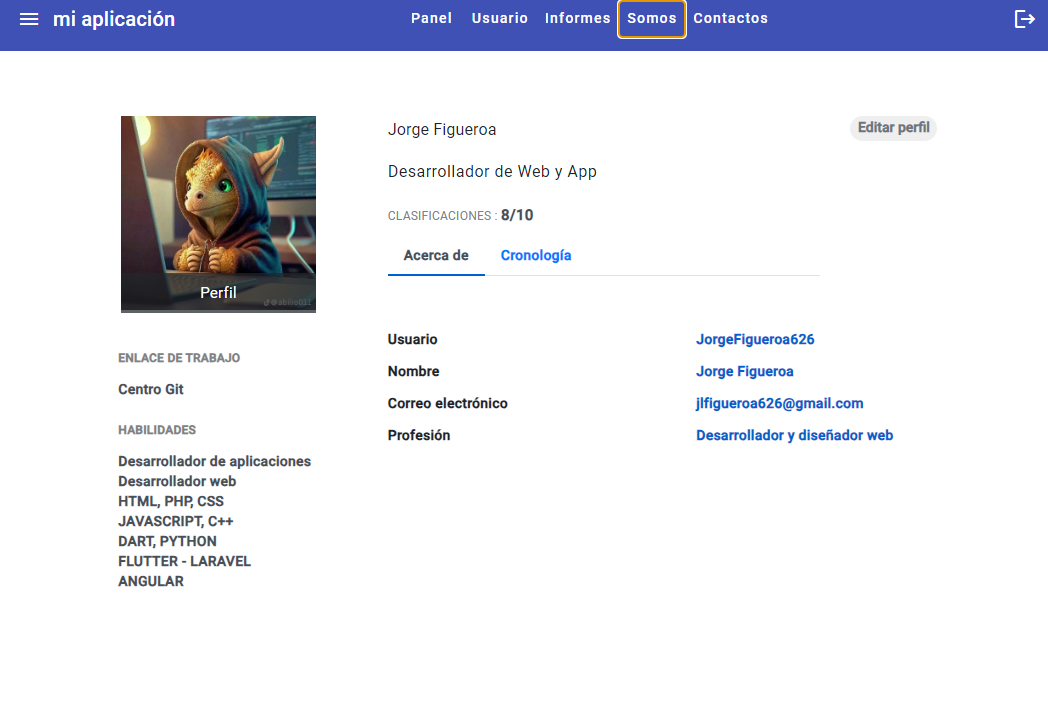 mi aplicación
Panel Usuario Informes Somos Contactos
Jorge Figueroa
Editar perfil
Desarrollador de Web y App
CLASIFICACIONES : 8/10
Acerca de Cronología
Perfil
Usuario JorgeFigueroa626
Nombre Jorge Figueroa
Correo electrónico jlfigueroa626@gmail.com
Profesión Desarrollador y diseñador web
ENLACE DE TRABAJO
Centro Git
HABILIDADES
Desarrollador de aplicaciones
Desarrollador web
HTML, PHP, CSS
JAVASCRIPT, C++
DART, PYTHON
FLUTTER - LARAVEL
ANGULAR